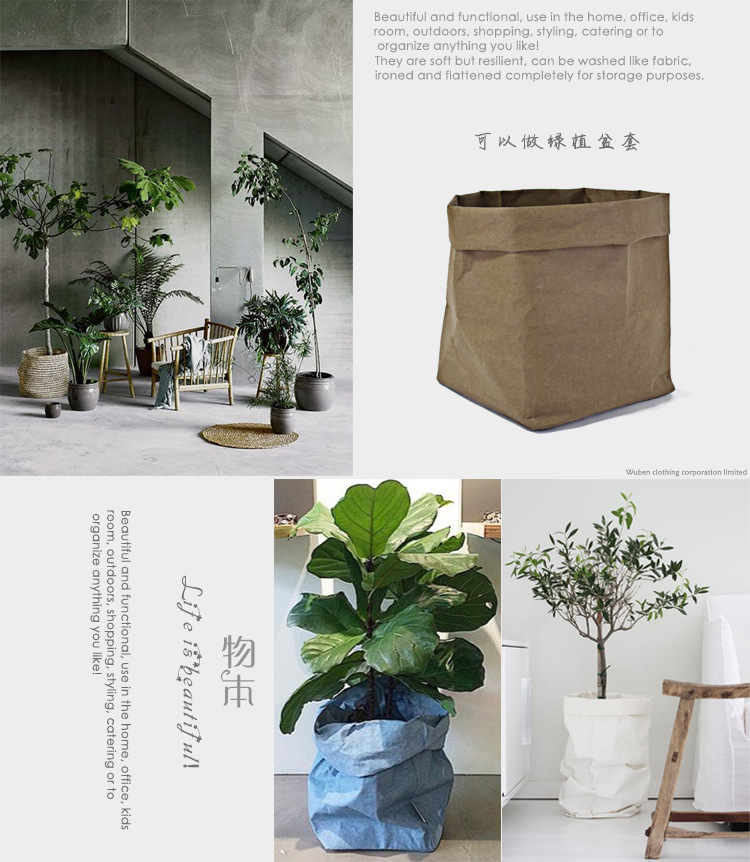 Beautiful and functional, use in the home, office, kids
room, outdoors, shopping, styling, catering or to
organize anything you like!
They are soft but resilient, can be washed like fabric,
ironed and flattened completely for storage purposes.
可以做绿植盆套
Wuben clothing corporation limited
Beautiful and functional, use in the home, office, kids
room, outdoors, shopping, styling, catering or to
organize anything you like!
Life is beautiful!
物本